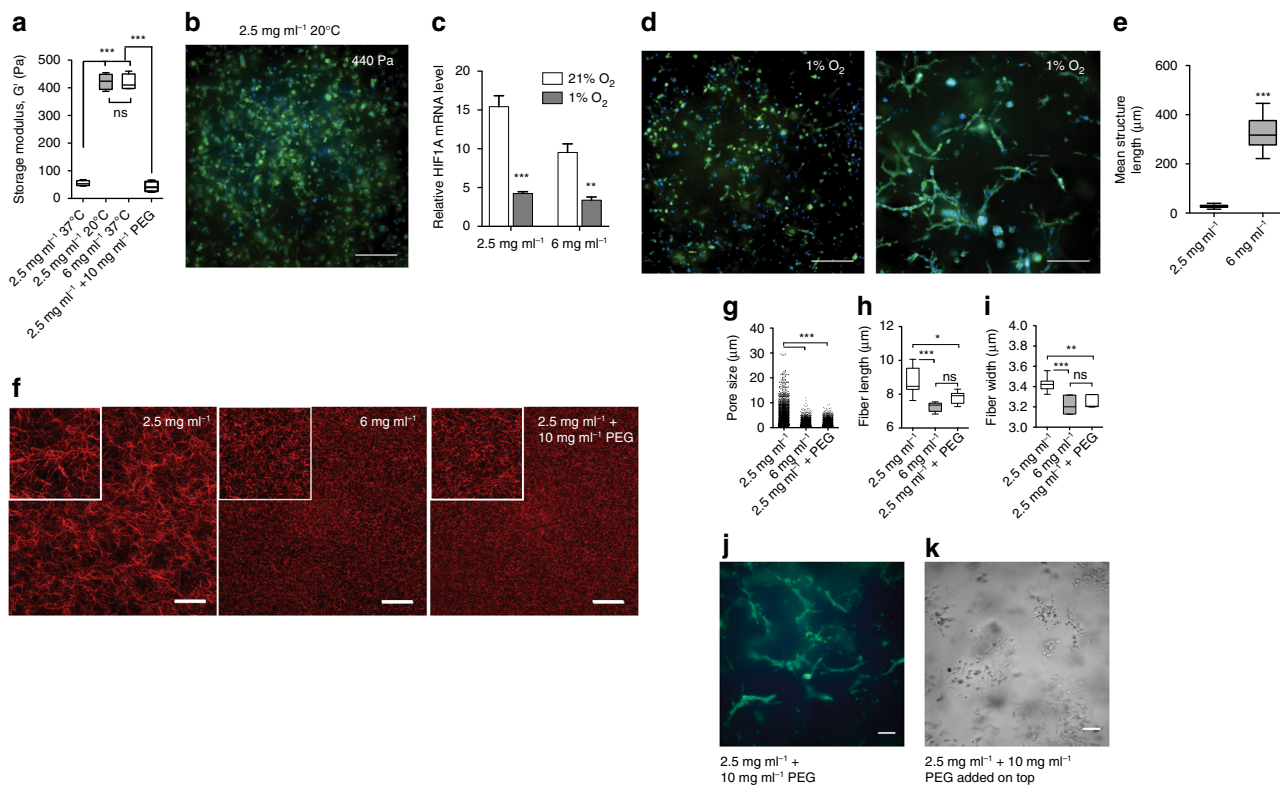 a
Storage modulus, G′ (Pa)
500
400
300
200
100
0
***
***
ns
2.5 mg ml⁻¹ 37°C
2.5 mg ml⁻¹ 20°C
6 mg ml⁻¹ 37°C
2.5 mg ml⁻¹ +10 mg ml⁻¹ PEG
b
2.5 mg ml⁻¹ 20°C
440 Pa
c
Relative HIF1A mRNA level
20
15
10
5
0
21% O₂
1% O₂
***
**
2.5 mg ml⁻¹
6 mg ml⁻¹
d
1% O₂
1% O₂
e
Mean structure
length (μm)
600
400
200
0
***
2.5 mg ml⁻¹
6 mg ml⁻¹
f
2.5 mg ml⁻¹
6 mg ml⁻¹
2.5 mg ml⁻¹ +
10 mg ml⁻¹ PEG
g
Pore size (μm)
40
30
20
10
0
***
2.5 mg ml⁻¹
6 mg ml⁻¹
2.5 mg ml⁻¹ + PEG
h
Fiber length (μm)
12
10
8
6
*
***
ns
2.5 mg ml⁻¹
6 mg ml⁻¹
2.5 mg ml⁻¹ + PEG
i
Fiber width (μm)
4.0
3.8
3.6
3.4
3.2
3.0
**
***
ns
2.5 mg ml⁻¹
6 mg ml⁻¹
2.5 mg ml⁻¹ + PEG
j
2.5 mg ml⁻¹ +
10 mg ml⁻¹ PEG
k
2.5 mg ml⁻¹ + 10 mg ml⁻¹
PEG added on top